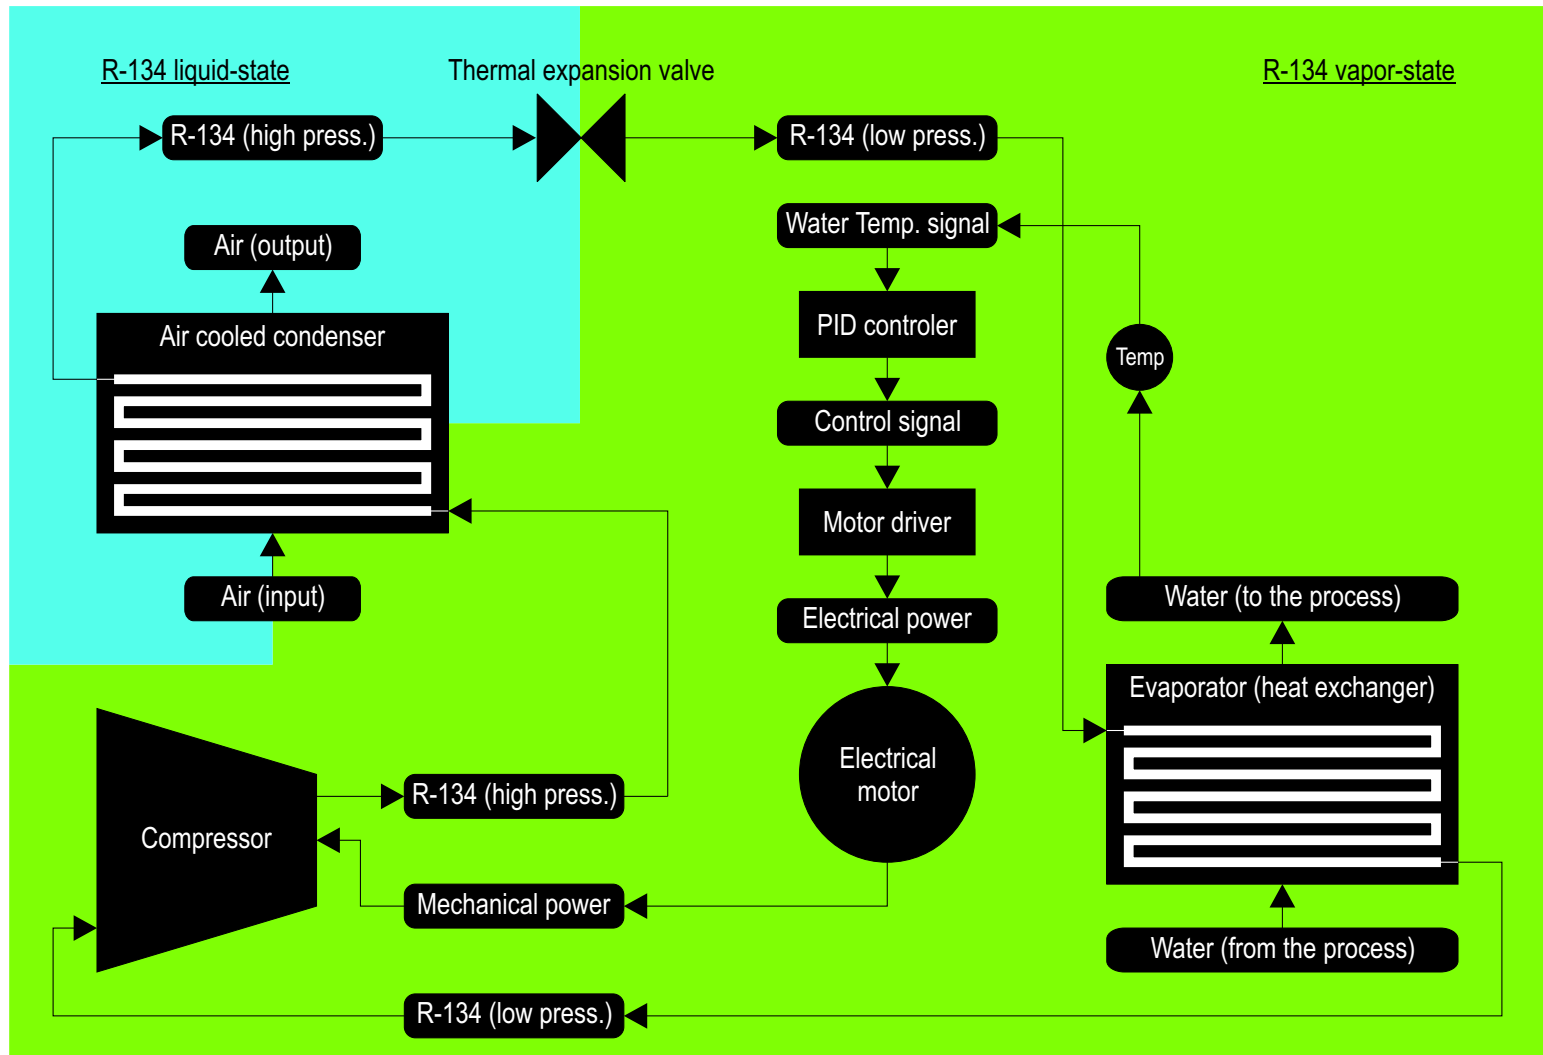 R-134 liquid-state
Thermal expansion valve
R-134 vapor-state
R-134 (high press.)
R-134 (low press.)
Water Temp. signal
Air (output)
Air cooled condenser
PID controler
Temp
Control signal
Motor driver
Air (input)
Electrical power
Water (to the process)
Evaporator (heat exchanger)
Electrical
motor
R-134 (high press.)
Compressor
Mechanical power
Water (from the process)
R-134 (low press.)